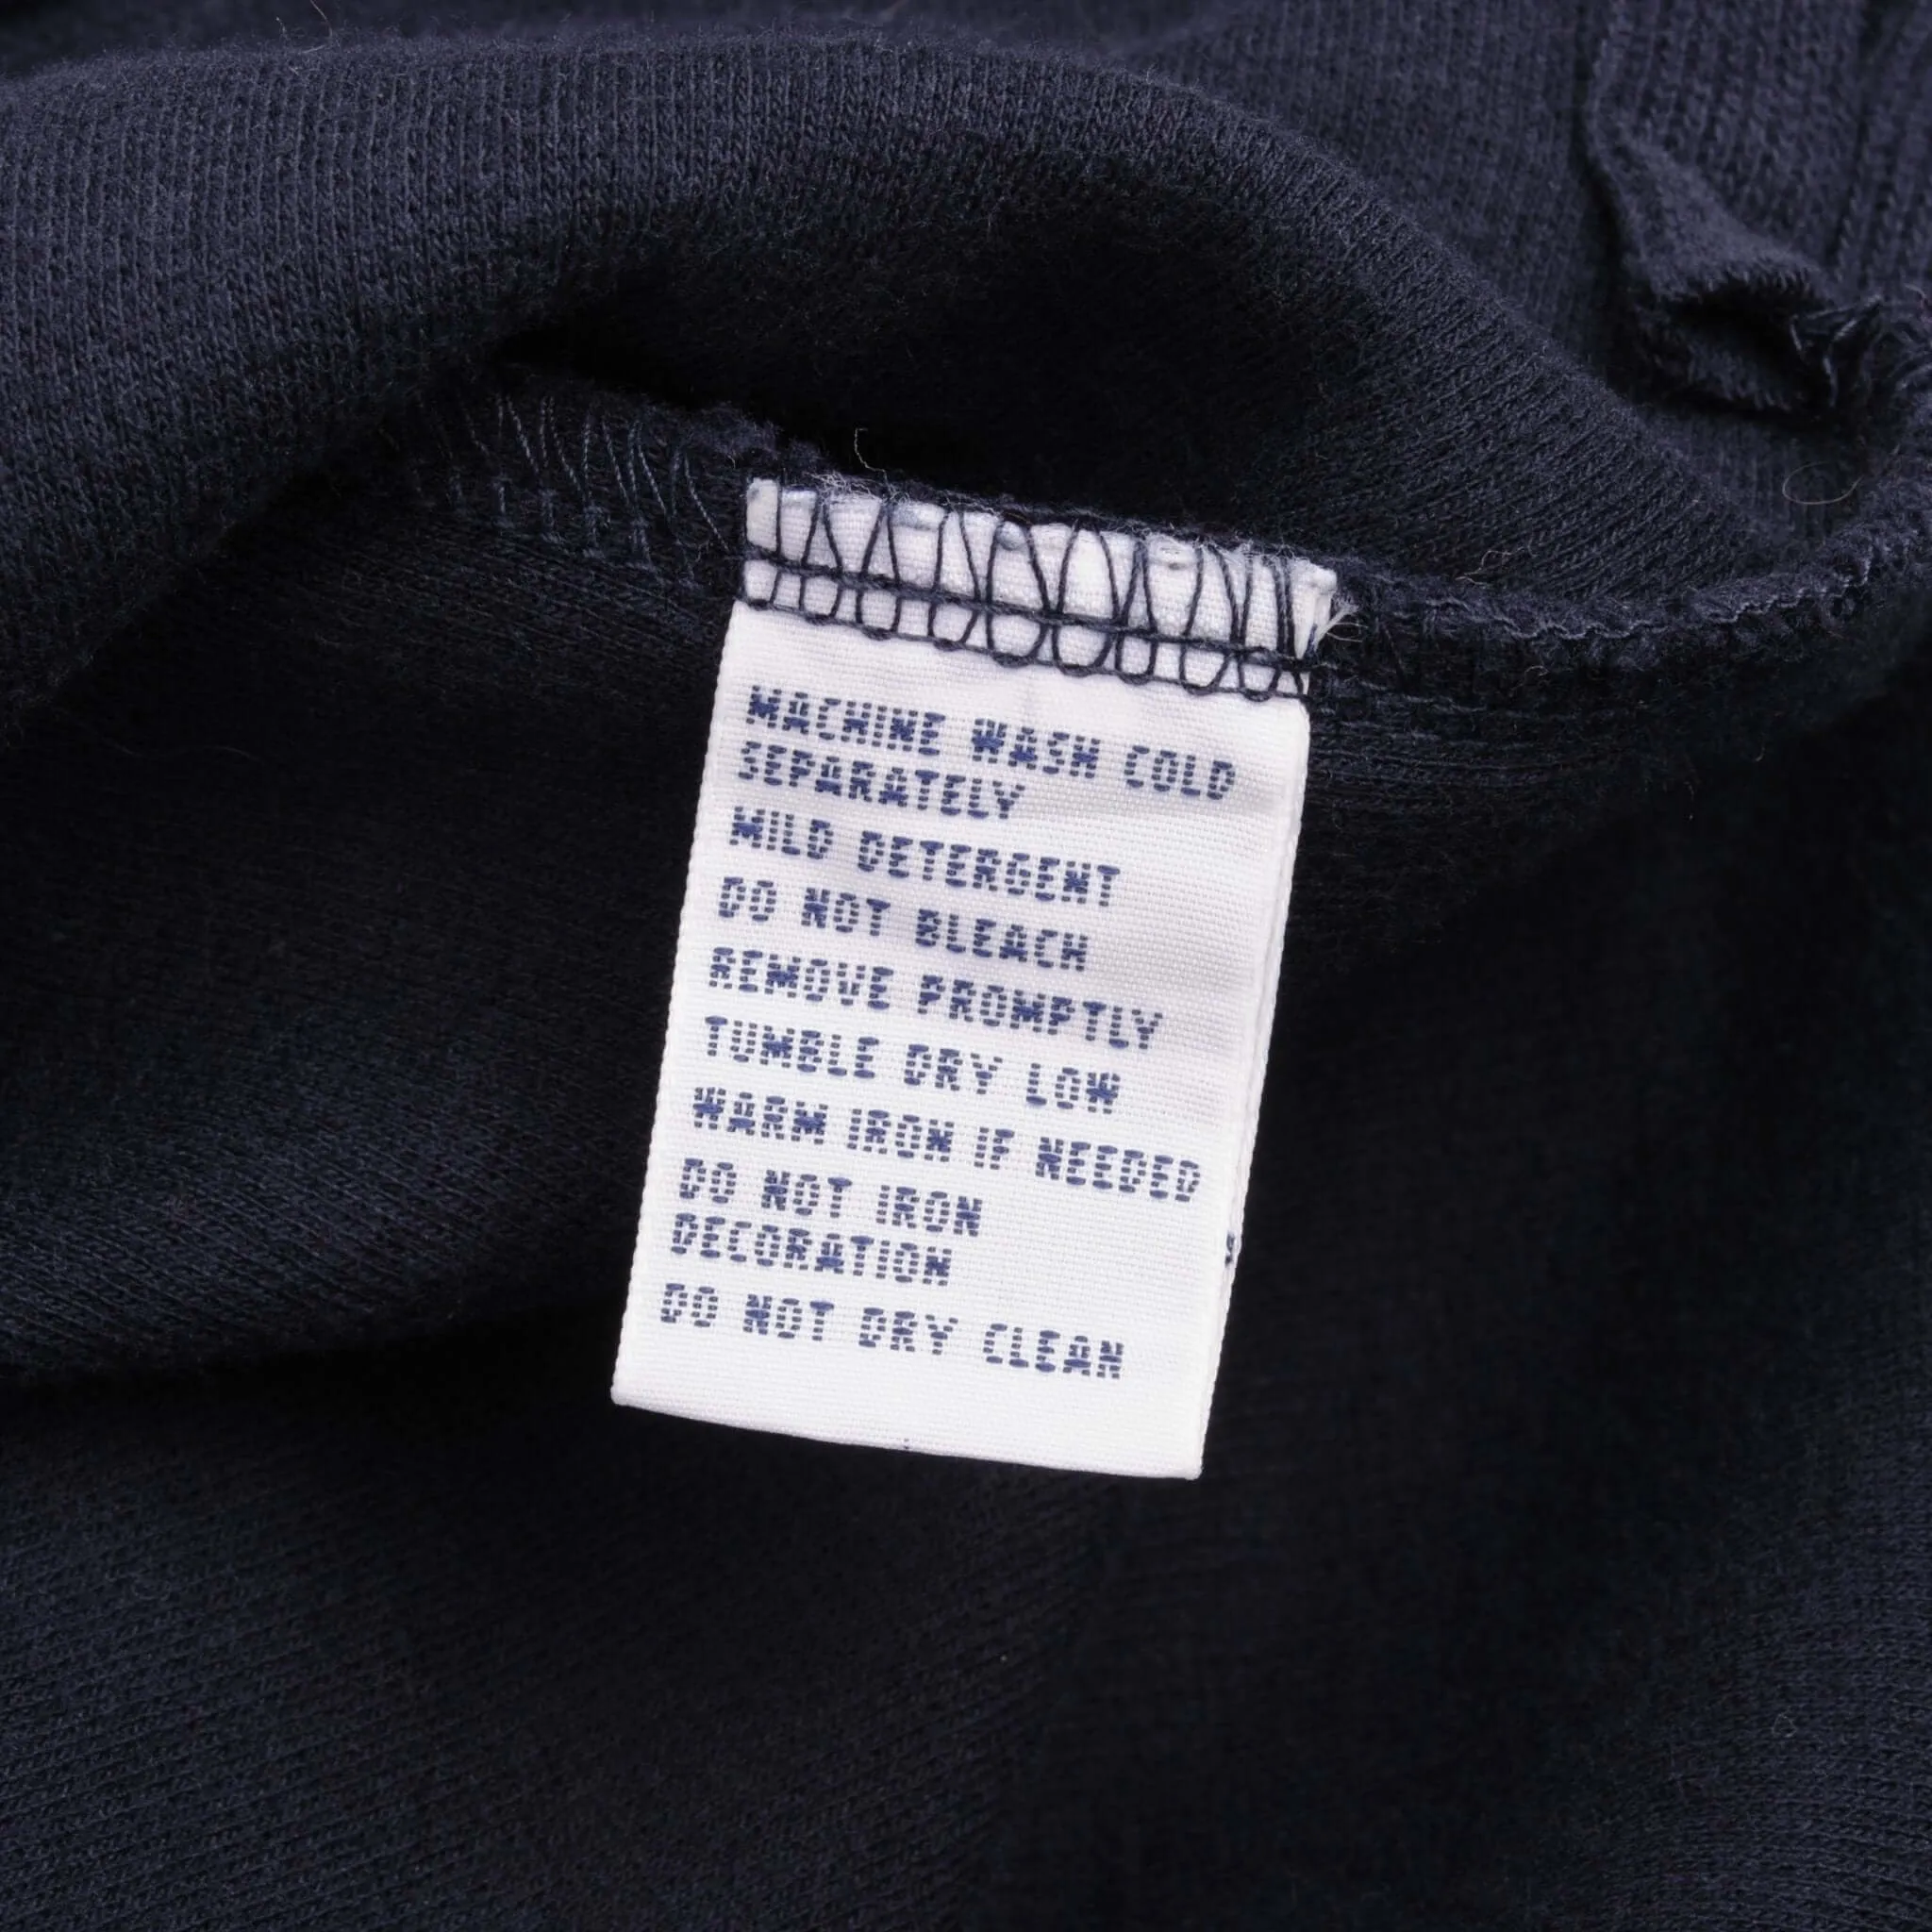 MACHINE WASH COLD
SEPARATELY
MILD DETERGENT
DO NOT BLEACH
REMOVE PROMPTLY
TUMBLE DRY LOW
WARM IRON IF NEEDED
DO NOT IRON
DECORATION
DO NOT DRY CLEAN